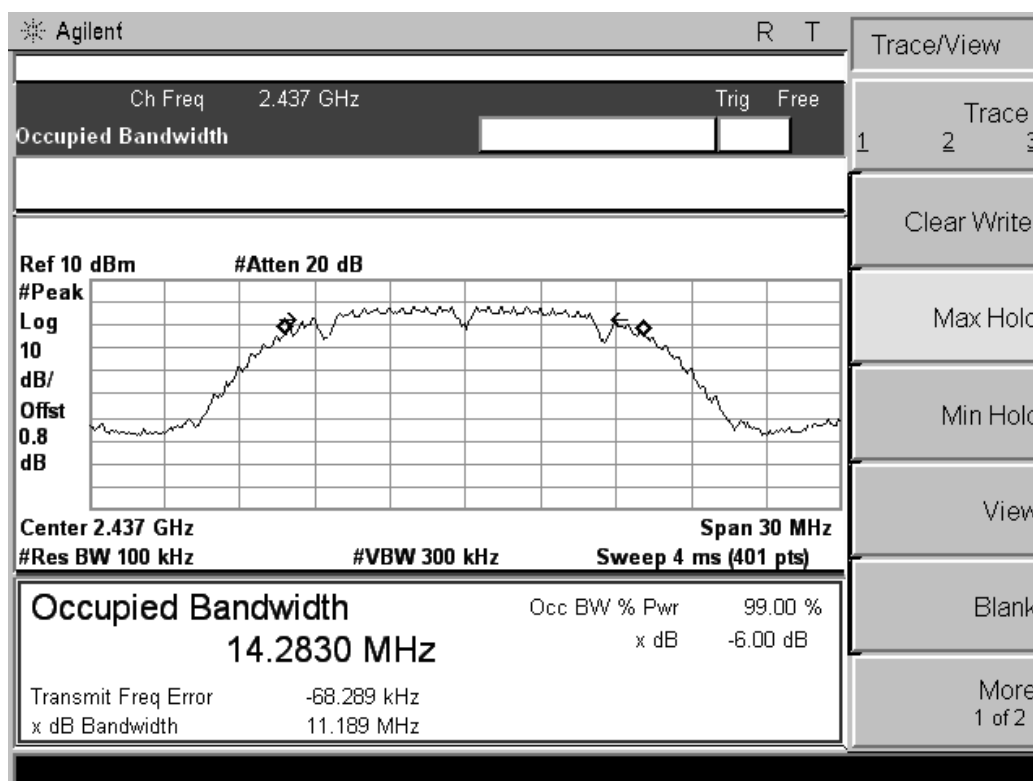 Agilent R T
Trace/View
Ch Freq 2.437 GHz Trig Free
Occupied Bandwidth
Trace
1 2 3
Clear Write
Max Hold
Min Hold
View
Blank
More
1 of 2
Ref 10 dBm #Atten 20 dB
#Peak
Log
10
dB/
Offst
0.8
dB
Center 2.437 GHz Span 30 MHz
#Res BW 100 kHz #VBW 300 kHz Sweep 4 ms (401 pts)
Occupied Bandwidth Occ BW % Pwr 99.00 %
14.2830 MHz x dB -6.00 dB
Transmit Freq Error -68.289 kHz
x dB Bandwidth 11.189 MHz